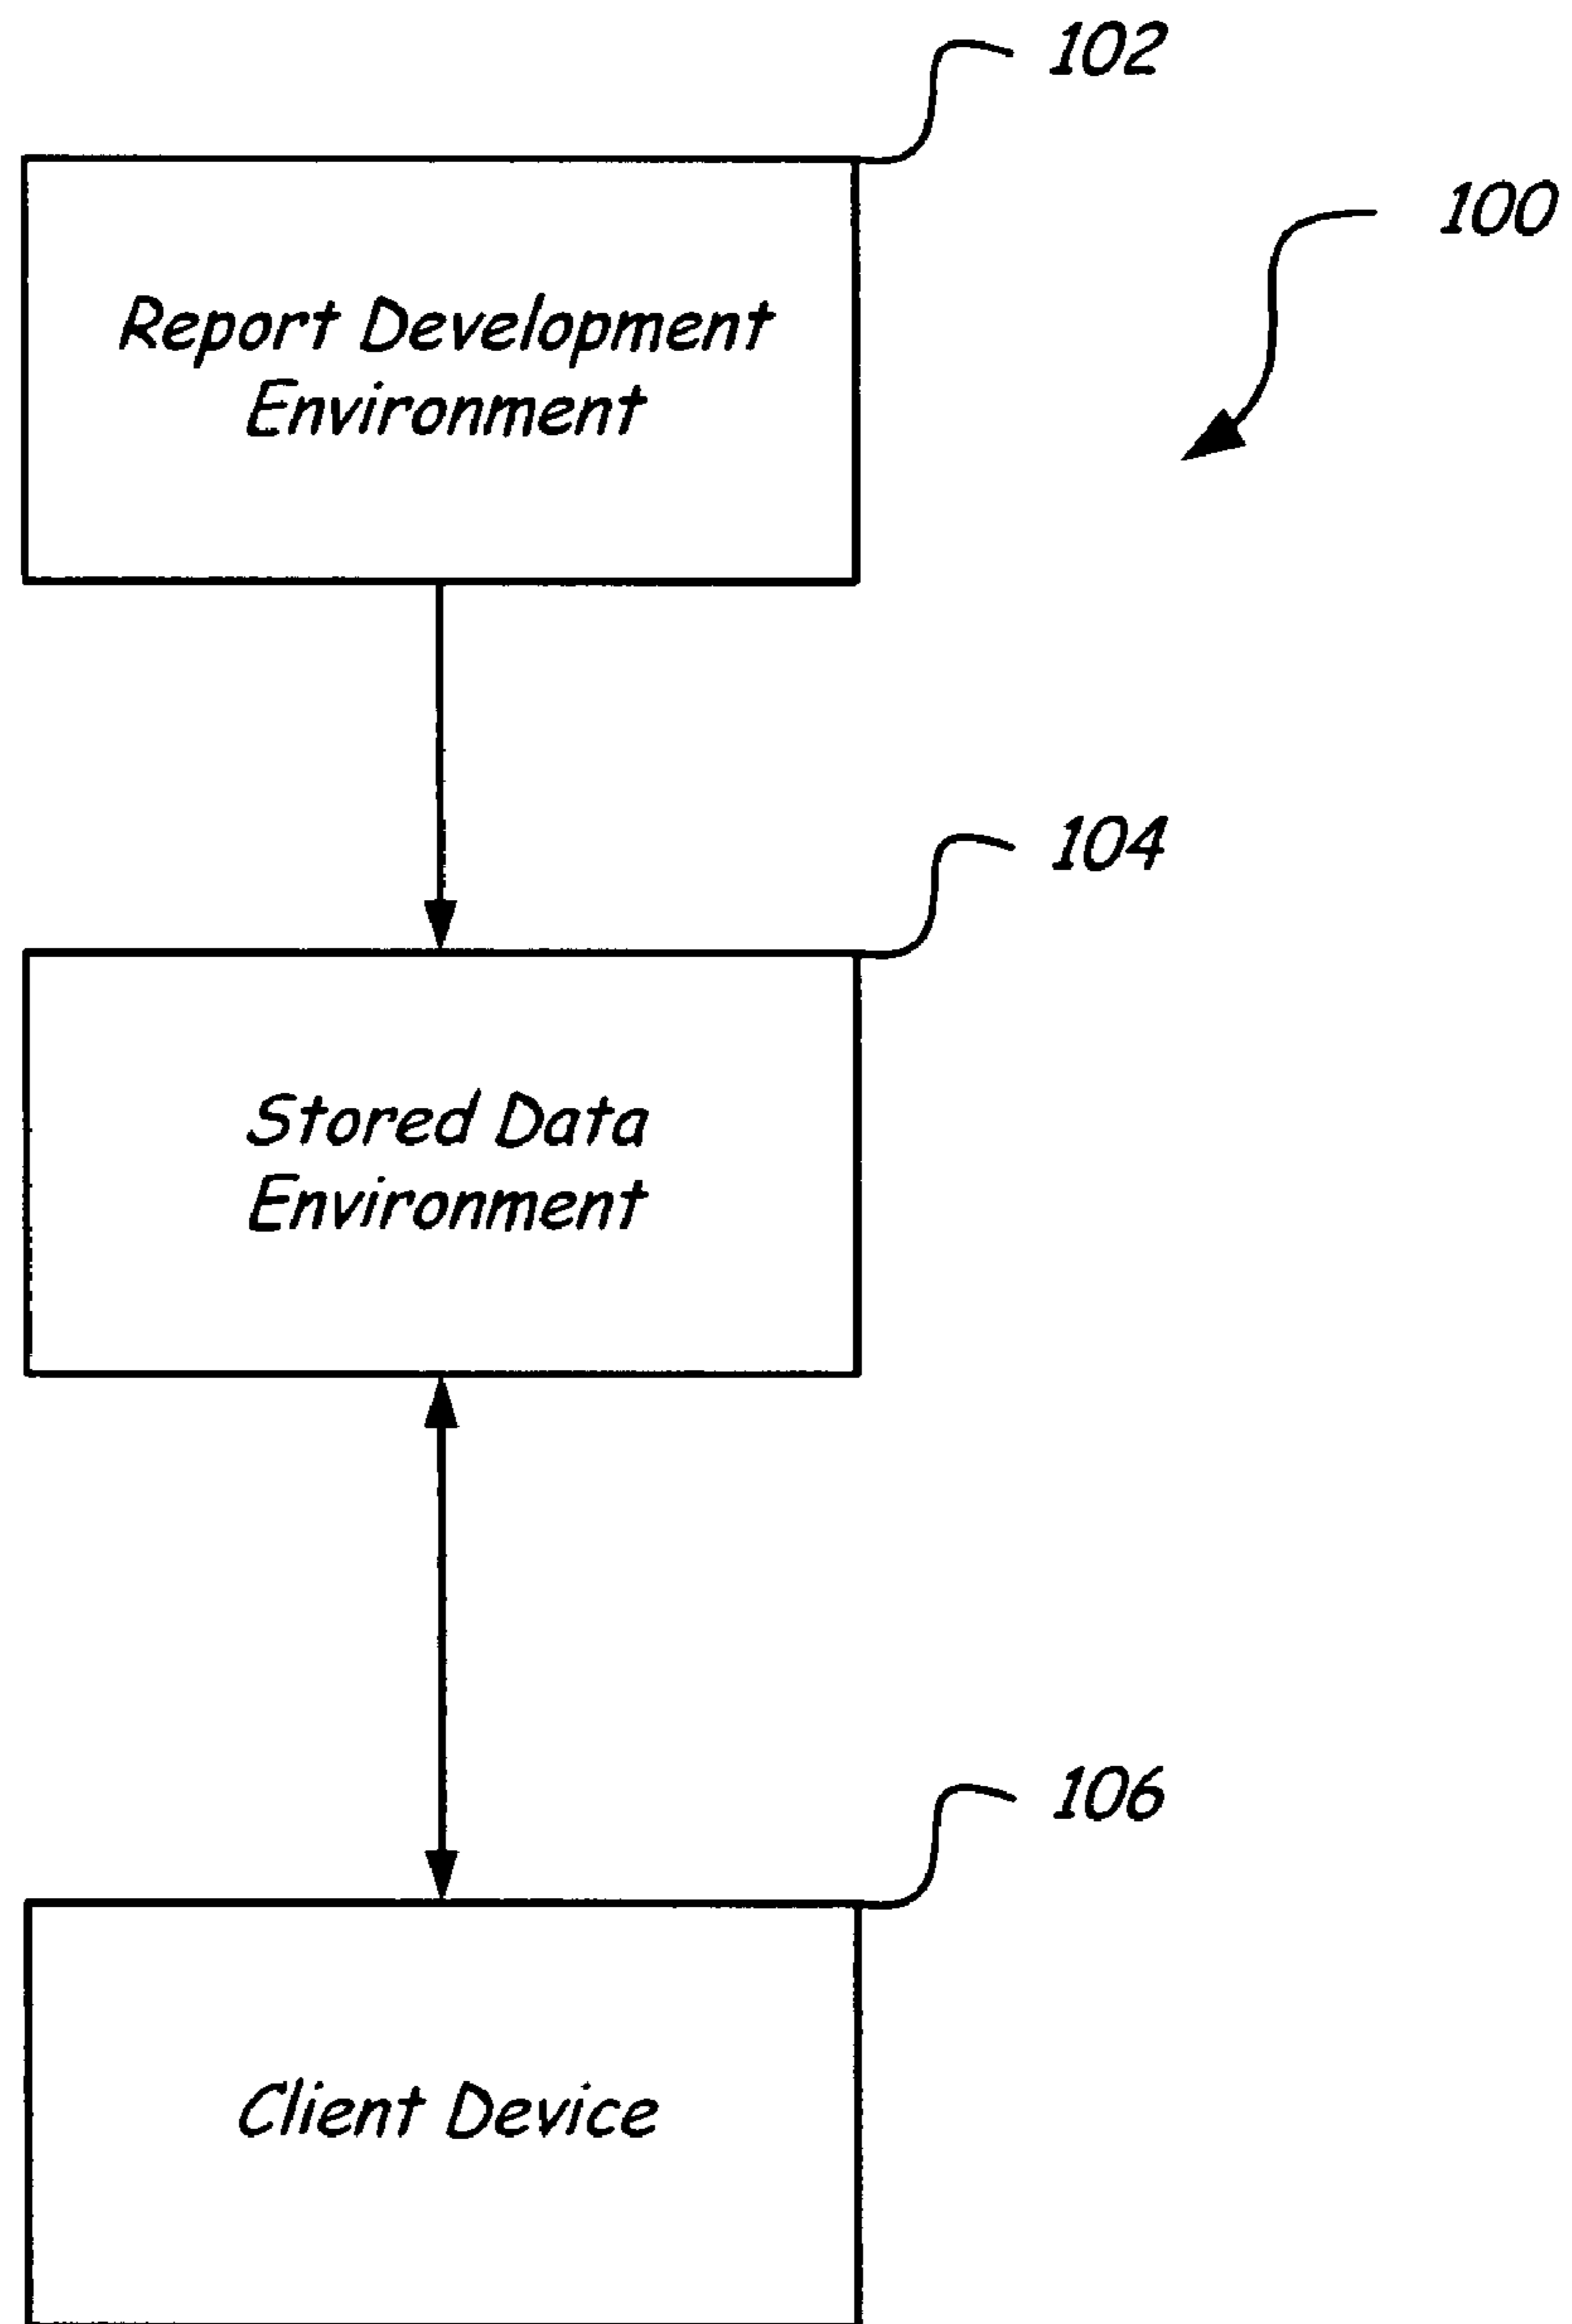 102
100
Report Development
Environment
104
Stored Data
Environment
106
Client Device